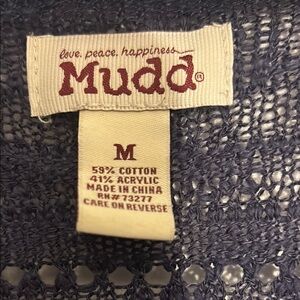 love. peace. happiness.
Mudd®
M
59% COTTON
41% ACRYLIC
MADE IN CHINA
RN# 73277
CARE ON REVERSE